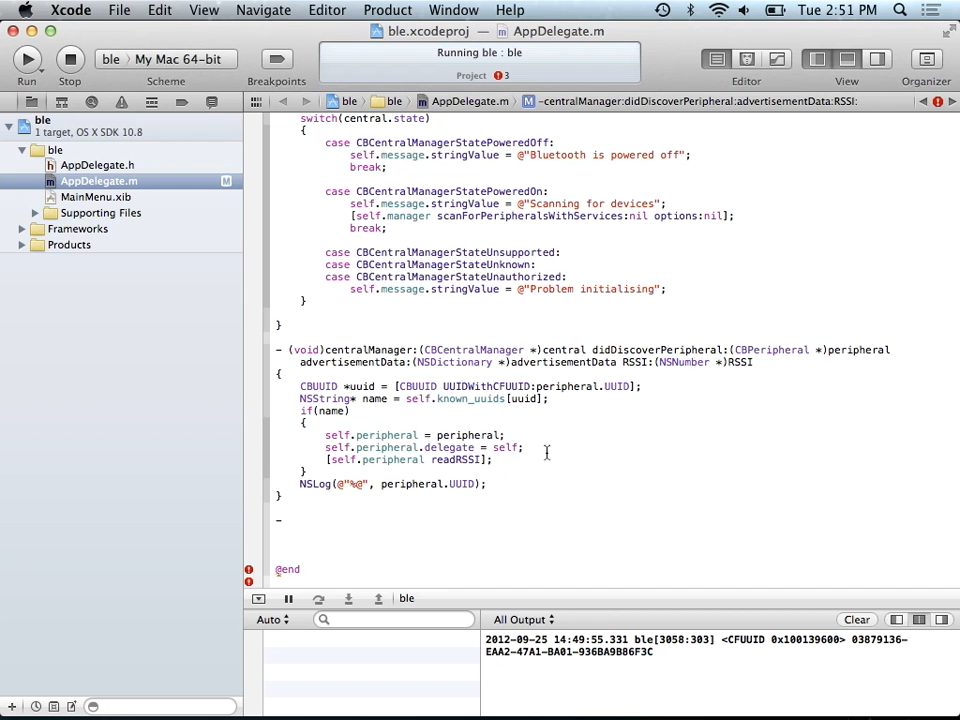 Xcode File Edit View Navigate Editor Product Window Help Tue 2:51 PM
ble.xcodeproj — AppDelegate.m
Run Stop ble My Mac 64-bit Running ble : ble
Scheme Breakpoints Project 3 Editor View Organizer
ble ble AppDelegate.m M -centralManager:didDiscoverPeripheral:advertisementData:RSSI:
ble
1 target, OS X SDK 10.8
ble
AppDelegate.h
AppDelegate.m M
MainMenu.xib
Supporting Files
Frameworks
Products
switch(central.state)
{
case CBCentralManagerStatePoweredOff:
self.message.stringValue = @"Bluetooth is powered off";
break;
case CBCentralManagerStatePoweredOn:
self.message.stringValue = @"Scanning for devices";
[self.manager scanForPeripheralsWithServices:nil options:nil];
break;
case CBCentralManagerStateUnsupported:
case CBCentralManagerStateUnknown:
case CBCentralManagerStateUnauthorized:
self.message.stringValue = @"Problem initialising";
}
}
- (void)centralManager:(CBCentralManager *)central didDiscoverPeripheral:(CBPeripheral *)peripheral
advertisementData:(NSDictionary *)advertisementData RSSI:(NSNumber *)RSSI
{
CBUUID *uuid = [CBUUID UUIDWithCFUUID:peripheral.UUID];
NSString* name = self.known_uuids[uuid];
if(name)
{
self.peripheral = peripheral;
self.peripheral.delegate = self;
[self.peripheral readRSSI];
}
NSLog(@"%@", peripheral.UUID);
}
-
@end
ble
Auto All Output Clear
2012-09-25 14:49:55.331 ble[3058:303] <CFUUID 0x100139600> 03879136-
EAA2-47A1-BA01-936BA9B86F3C